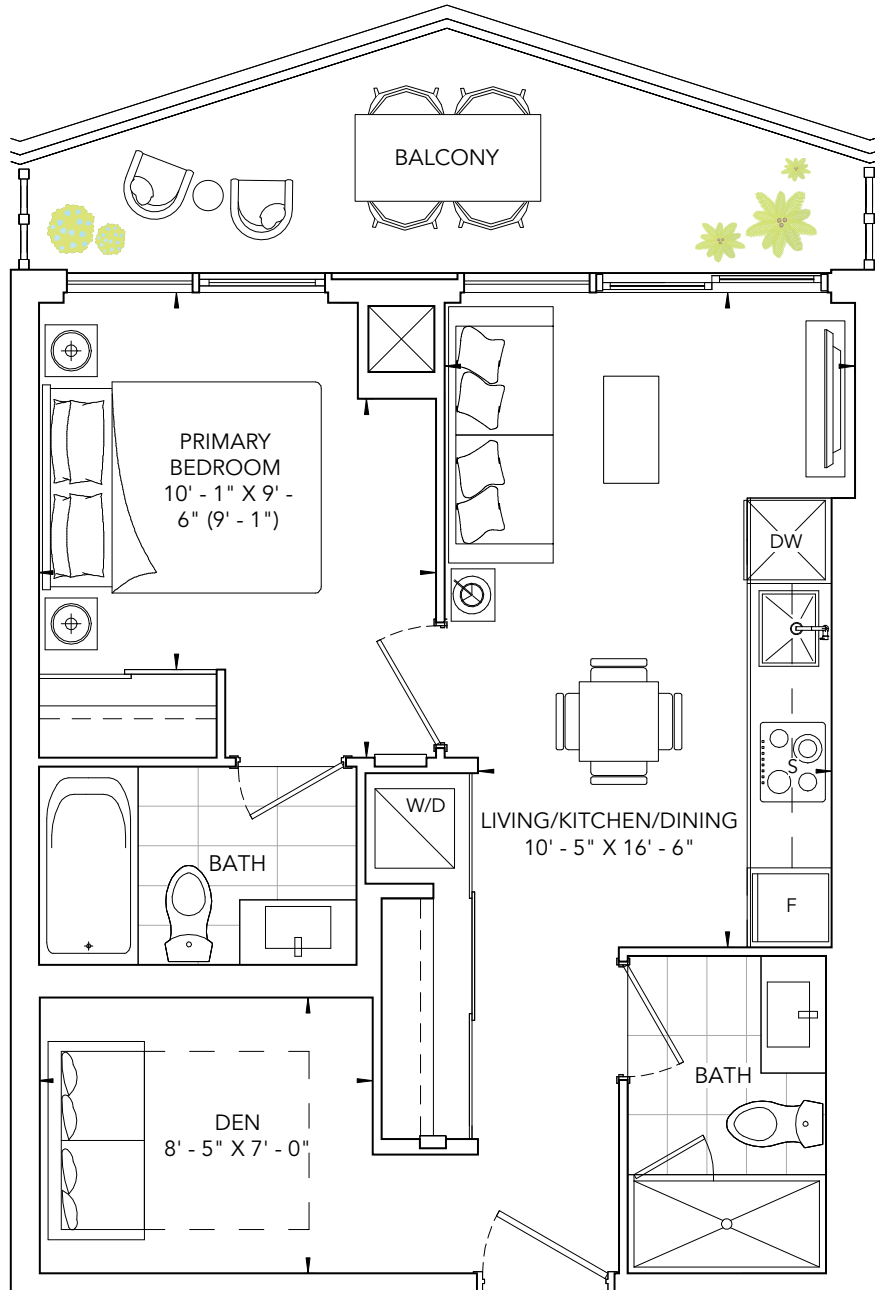 BALCONY
PRIMARY
BEDROOM
10' - 1" X 9' -
6" (9' - 1")
DW
S
W/D
LIVING/KITCHEN/DINING
10' - 5" X 16' - 6"
BATH
F
BATH
DEN
8' - 5" X 7' - 0"